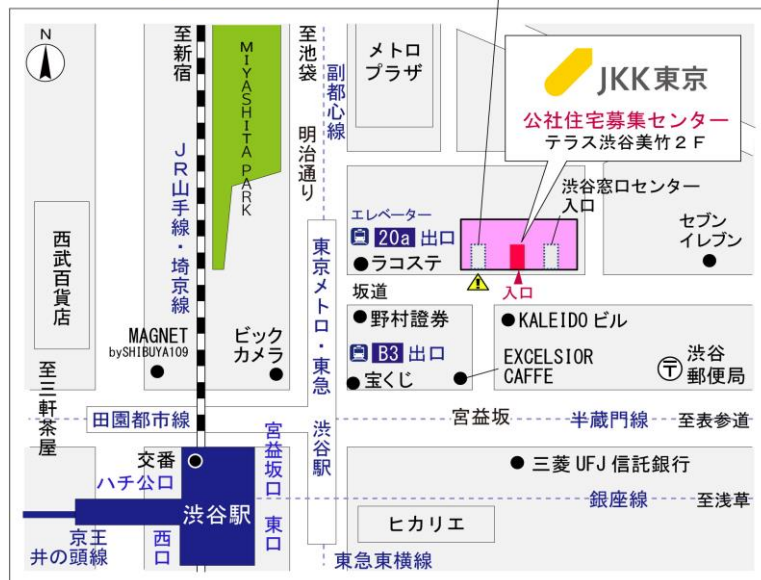 N
至新宿
MIYASHITA PARK
至池袋
副都心線
メトロ
プラザ
JKK東京
公社住宅募集センター
テラス渋谷美竹２Ｆ
明治通り
JR山手線・埼京線
渋谷窓口センター
入口
エレベーター
20a 出口
ラコステ
セブン
イレブン
西武百貨店
東京メトロ・東急
渋谷駅
入口
坂道
野村證券
KALEIDO ビル
MAGNET
bySHIBUYA109
ビック
カメラ
B3 出口
EXCELSIOR
CAFFE
宝くじ
〒
渋谷
郵便局
至三軒茶屋
田園都市線
宮益坂
半蔵門線
至表参道
交番
ハチ公口
宮益坂口
三菱 UFJ 信託銀行
渋谷駅
銀座線
至浅草
東口
西口
ヒカリエ
京王
井の頭線
東急東横線